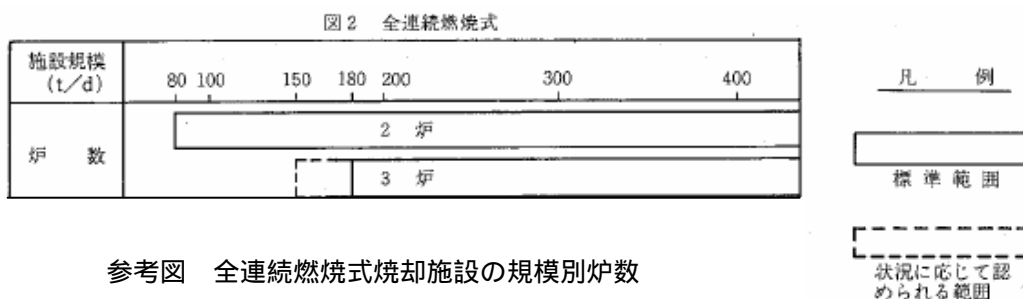 図2 全連続燃焼式
施設規模
(t/d)
80 100 150 180 200 300 400
炉 数
2 炉
3 炉
凡 例
標準範囲
状況に応じて認
められる範囲
参考図 全連続燃焼式焼却施設の規模別炉数